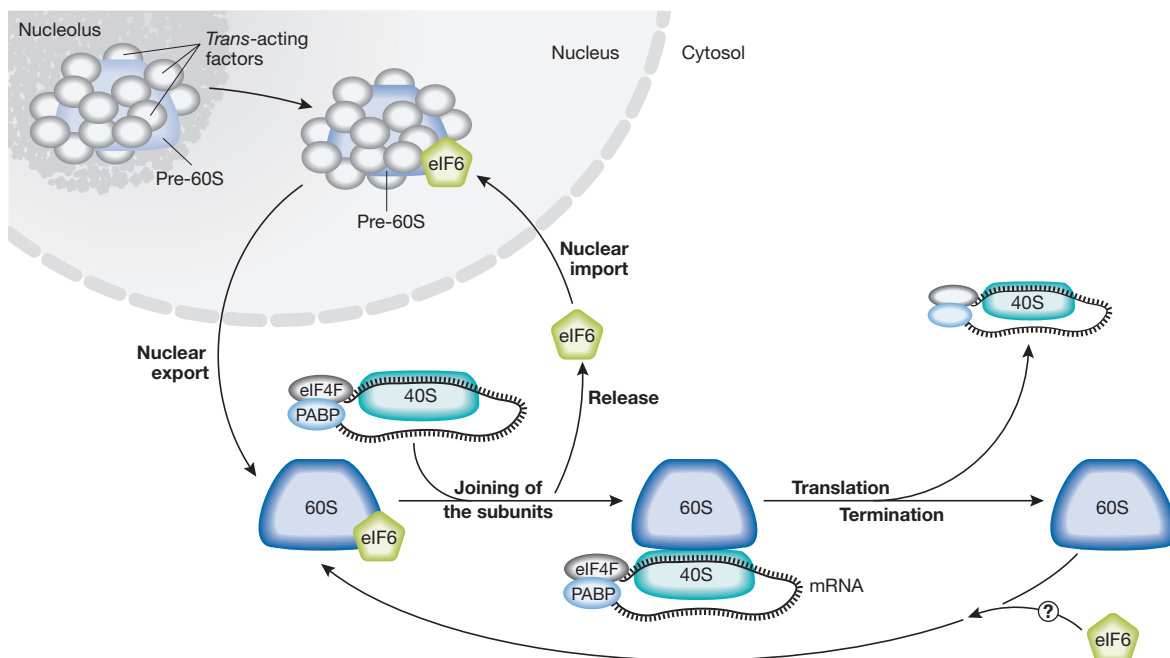 Nucleolus
Trans-acting
factors
Nucleus
Cytosol
Pre-60S
eIF6
Pre-60S
Nuclear
import
eIF6
Nuclear
export
Release
eIF4F
PABP
40S
40S
60S
eIF6
Joining of
the subunits
60S
eIF4F
PABP
40S
mRNA
Translation
Termination
60S
?
eIF6